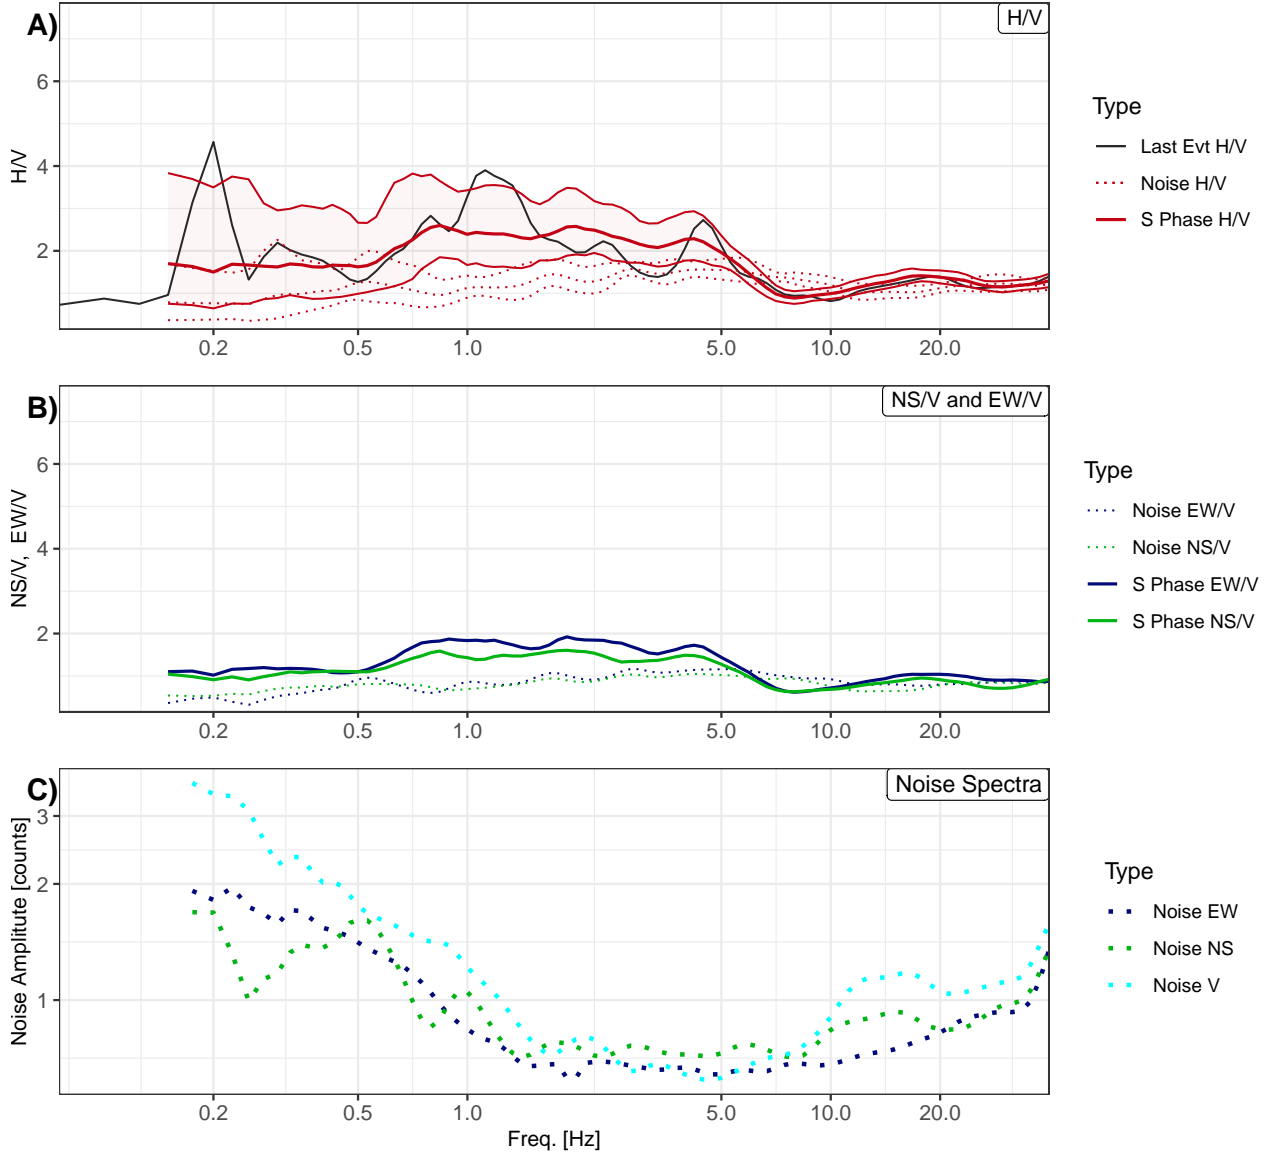 A)
H/V
H/V
6
4
2
0.2 0.5 1.0 5.0 10.0 20.0
Type
Last Evt H/V
Noise H/V
S Phase H/V
B)
NS/V and EW/V
NS/V, EW/V
6
4
2
0.2 0.5 1.0 5.0 10.0 20.0
Type
Noise EW/V
Noise NS/V
S Phase EW/V
S Phase NS/V
C)
Noise Spectra
Noise Amplitude [counts]
3
2
1
0.2 0.5 1.0 5.0 10.0 20.0
Freq. [Hz]
Type
Noise EW
Noise NS
Noise V